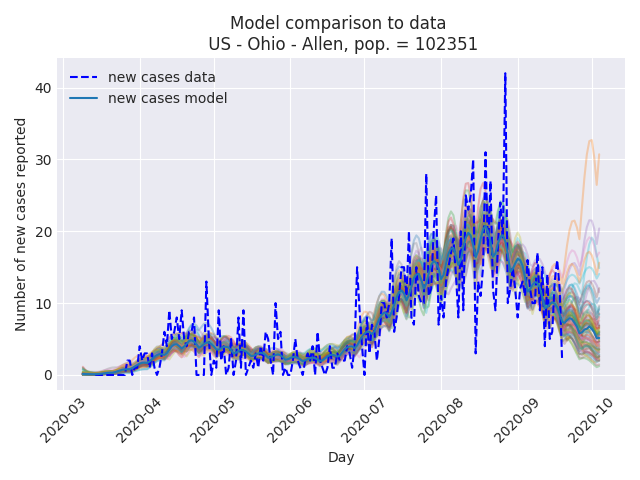 Model comparison to data
US - Ohio - Allen, pop. = 102351
new cases data
new cases model
Number of new cases reported
40
30
20
10
0
2020-03
2020-04
2020-05
2020-06
2020-07
2020-08
2020-09
2020-10
Day